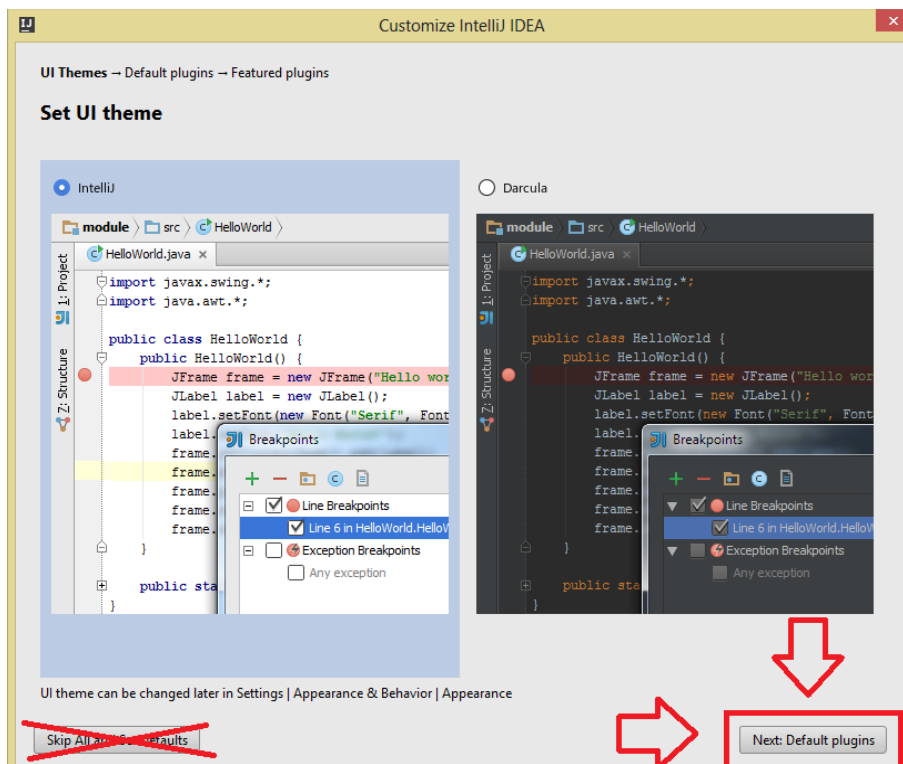 IJ
Customize IntelliJ IDEA
UI Themes → Default plugins → Featured plugins
Set UI theme
IntelliJ
module
src
HelloWorld
HelloWorld.java
1: Project
Z: Structure
import javax.swing.*;
import java.awt.*;
public class HelloWorld {
public HelloWorld() {
JFrame frame = new JFrame("Hello wor
JLabel label = new JLabel();
label.setFont(new Font("Serif", Font
label.
frame.
frame.
frame.
frame.
frame.
}
public sta
}
Breakpoints
Line Breakpoints
Line 6 in HelloWorld.HelloW
Exception Breakpoints
Any exception
Darcula
module
src
HelloWorld
HelloWorld.java
1: Project
Z: Structure
import javax.swing.*;
import java.awt.*;
public class HelloWorld {
public HelloWorld() {
JFrame frame = new JFrame("Hello wor
JLabel label = new JLabel();
label.setFont(new Font("Serif", Font
label.
frame.
frame.
frame.
frame.
frame.
}
public sta
}
Breakpoints
Line Breakpoints
Line 6 in HelloWorld.HelloW
Exception Breakpoints
Any exception
UI theme can be changed later in Settings | Appearance & Behavior | Appearance
Skip All and Set Defaults
Next: Default plugins